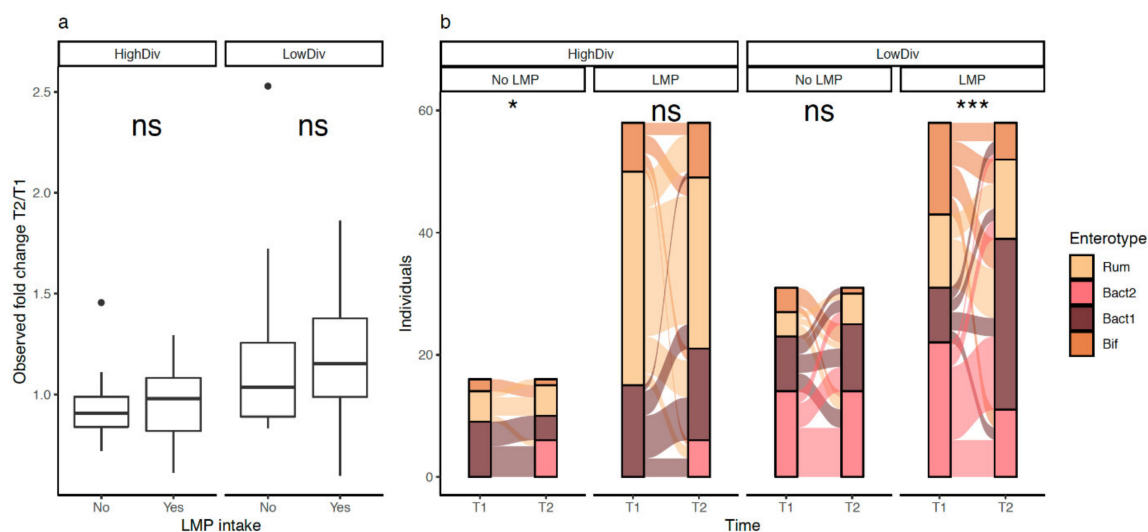 a
HighDiv
LowDiv
ns
ns
2.5
2.0
1.5
1.0
Observed fold change T2/T1
No
Yes
No
Yes
LMP intake
b
HighDiv
LowDiv
No LMP
LMP
No LMP
LMP
*
ns
ns
***
60
40
20
0
Individuals
T1
T2
T1
T2
T1
T2
T1
T2
Time
Enterotype
Rum
Bact2
Bact1
Bif